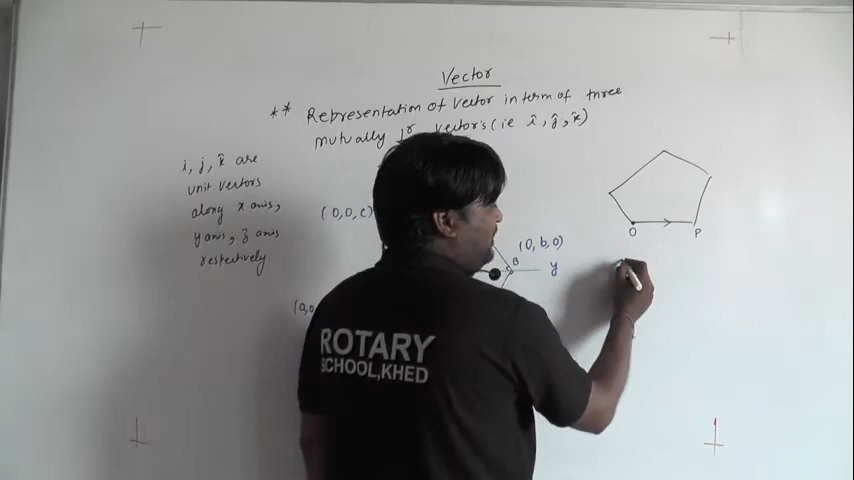 Vector
** Representation of vector in term of three
mutually ⊥r vectors (ie î, ĵ, k̂)
i, j, k̂ are
unit vectors
along x axis,
y axis, z axis
respectively
(0,0,c)
(0, b, 0)
B
y
(a,0
O
P
ROTARY
SCHOOL,KHED